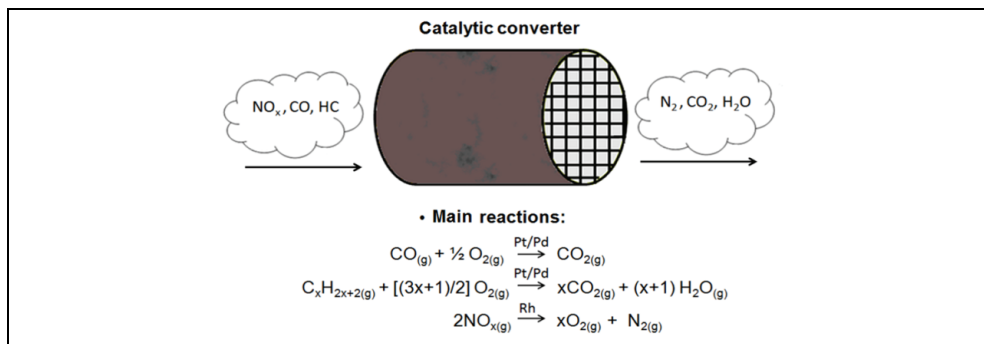 Catalytic converter
NOₓ, CO, HC
N₂, CO₂, H₂O
• Main reactions:
CO(g) + ½ O₂(g) Pt/Pd → CO₂(g)
CₓH₂ₓ₊₂(g) + [(3x+1)/2] O₂(g) Pt/Pd → xCO₂(g) + (x+1) H₂O(g)
2NOₓ(g) Rh → xO₂(g) + N₂(g)